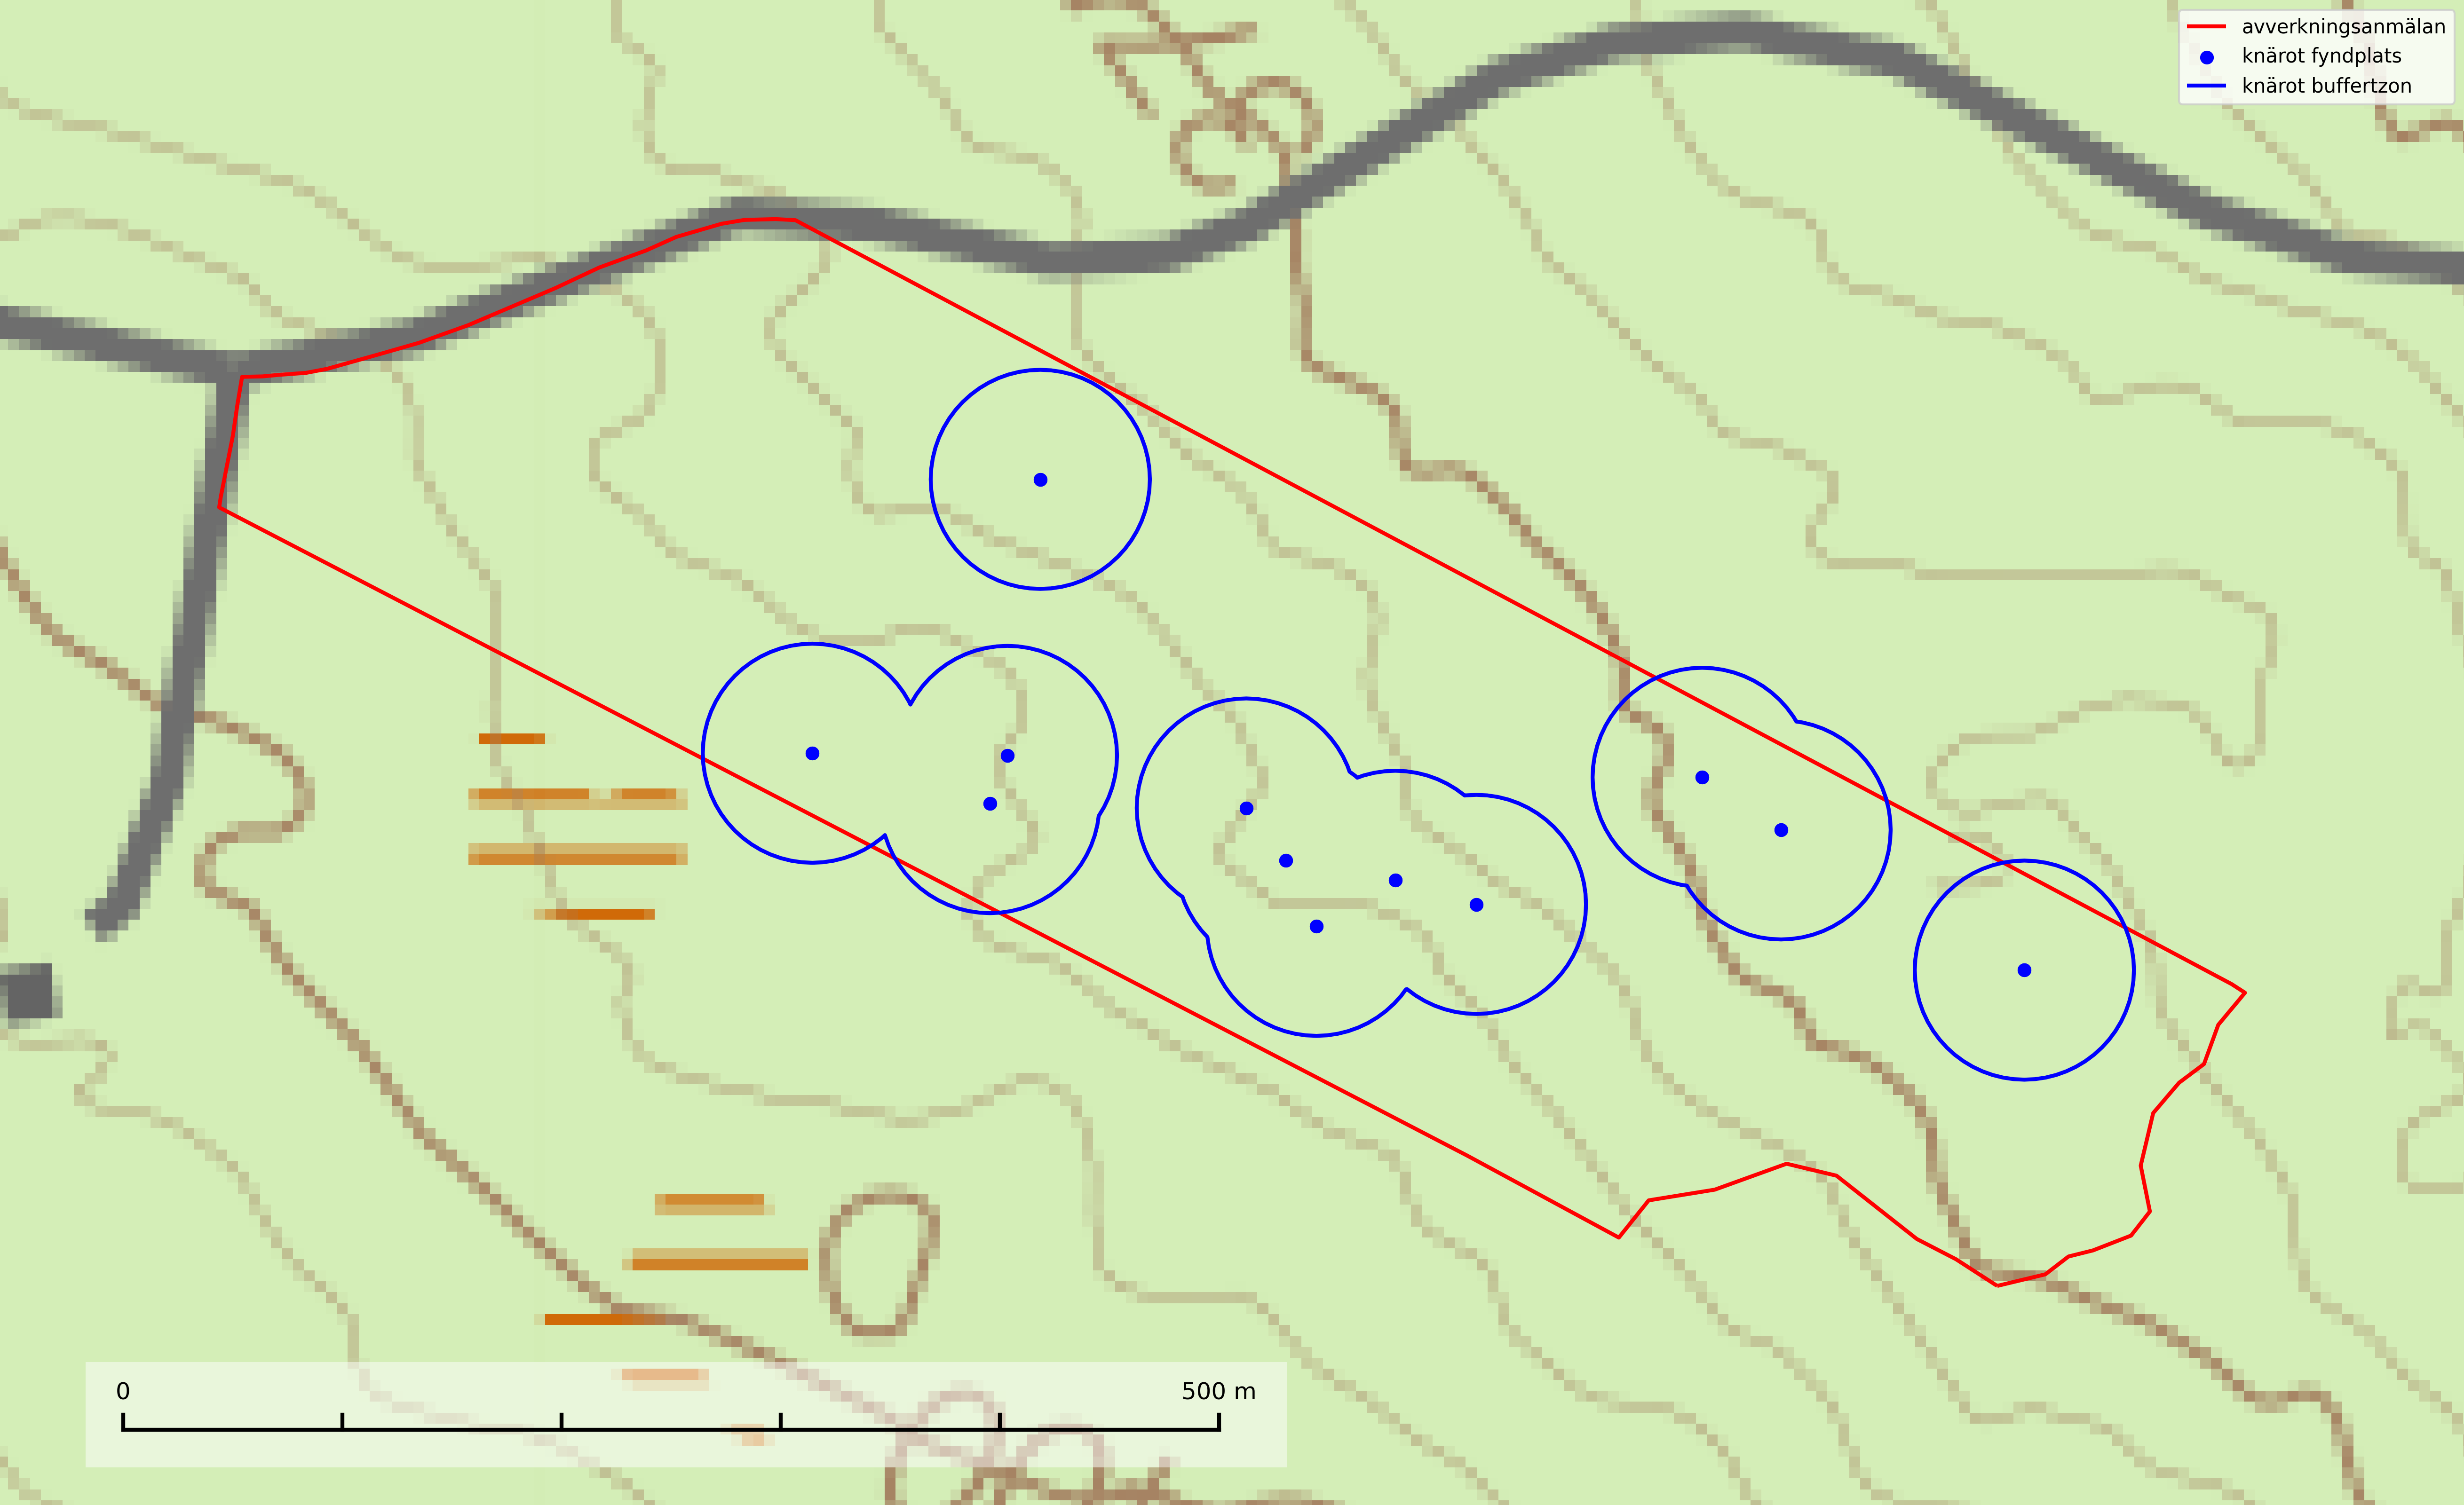 avverkningsanmälan
knärot fyndplats
knärot buffertzon
0
500 m